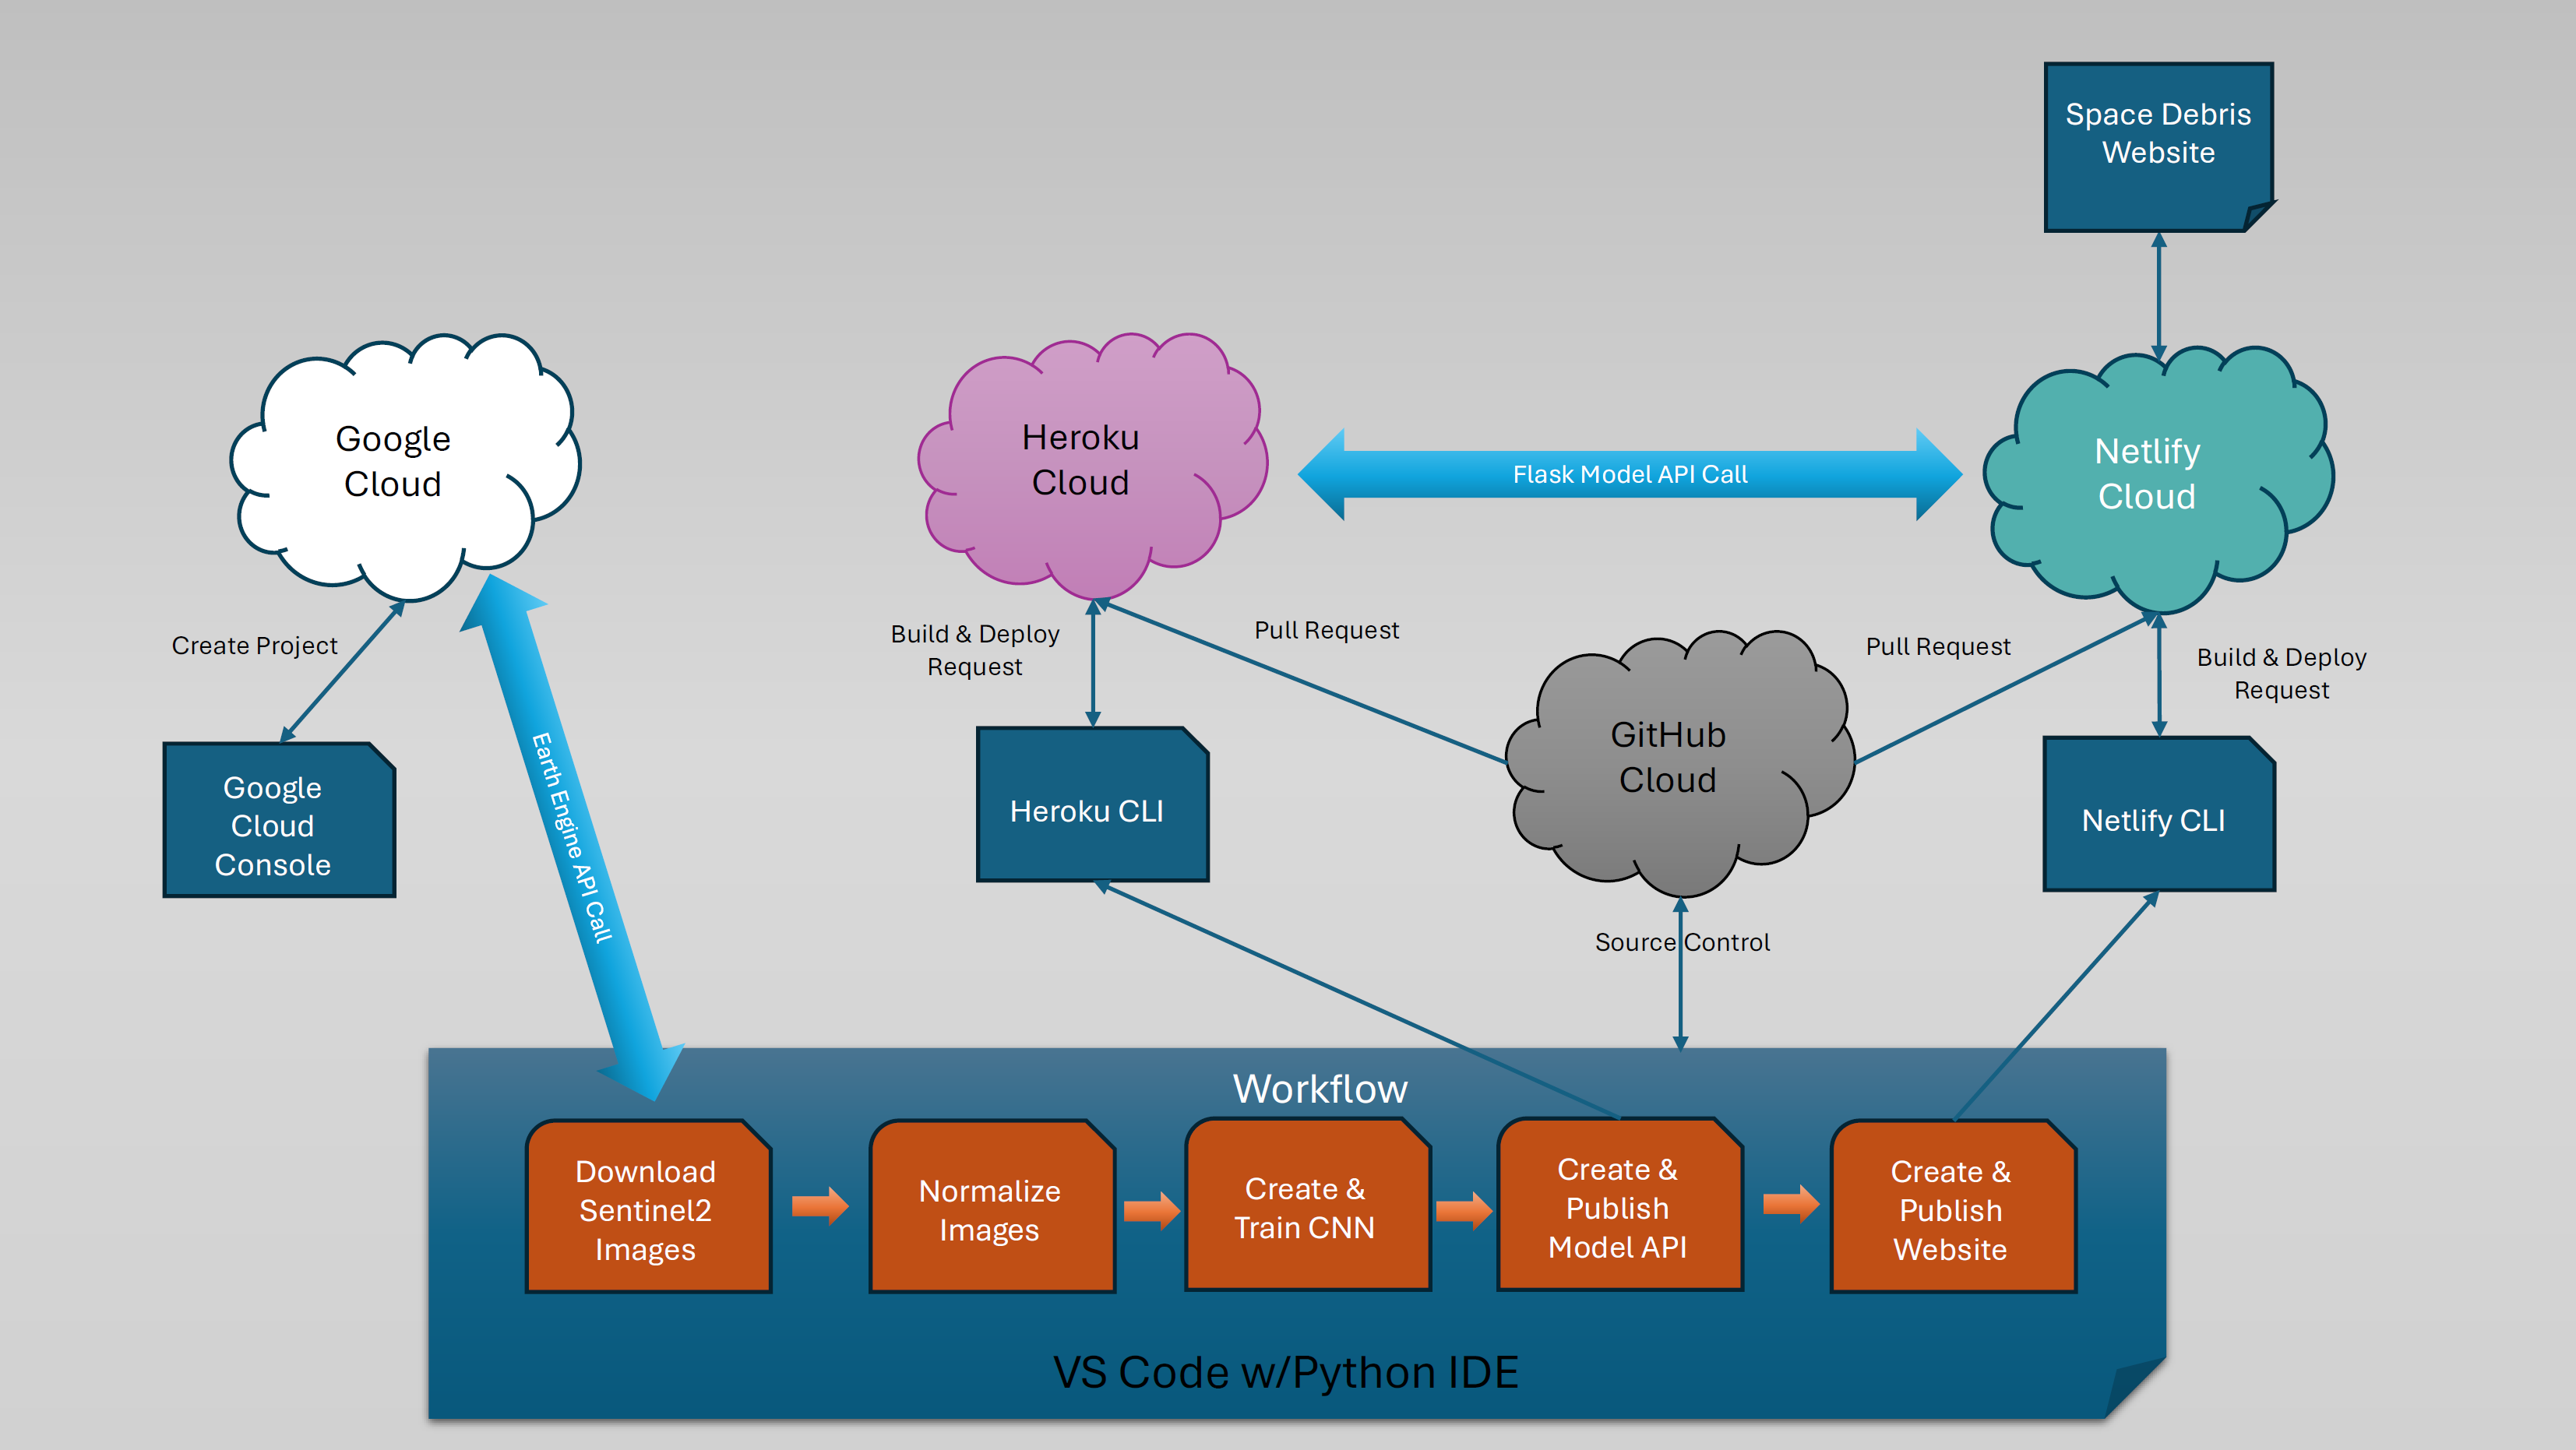 Space Debris
Website
Google
Cloud
Heroku
Cloud
Flask Model API Call
Netlify
Cloud
Create Project
Build & Deploy
Request
Pull Request
Pull Request
Build & Deploy
Request
Earth Engine API Call
GitHub
Cloud
Google
Cloud
Console
Heroku CLI
Netlify CLI
Source Control
Workflow
Download
Sentinel2
Images
Normalize
Images
Create &
Train CNN
Create &
Publish
Model API
Create &
Publish
Website
VS Code w/Python IDE